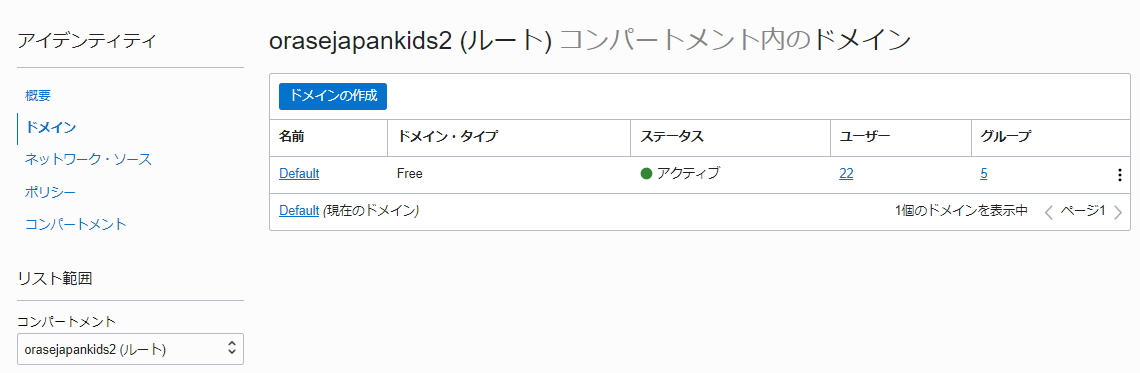 アイデンティティ
概要
ドメイン
ネットワーク・ソース
ポリシー
コンパートメント
リスト範囲
コンパートメント
orasejapankids2 (ルート)
orasejapankids2 (ルート) コンパートメント内のドメイン
ドメインの作成
名前 ドメイン・タイプ ステータス ユーザー グループ
Default Free アクティブ 22 5
Default (現在のドメイン) 1個のドメインを表示中 ページ1